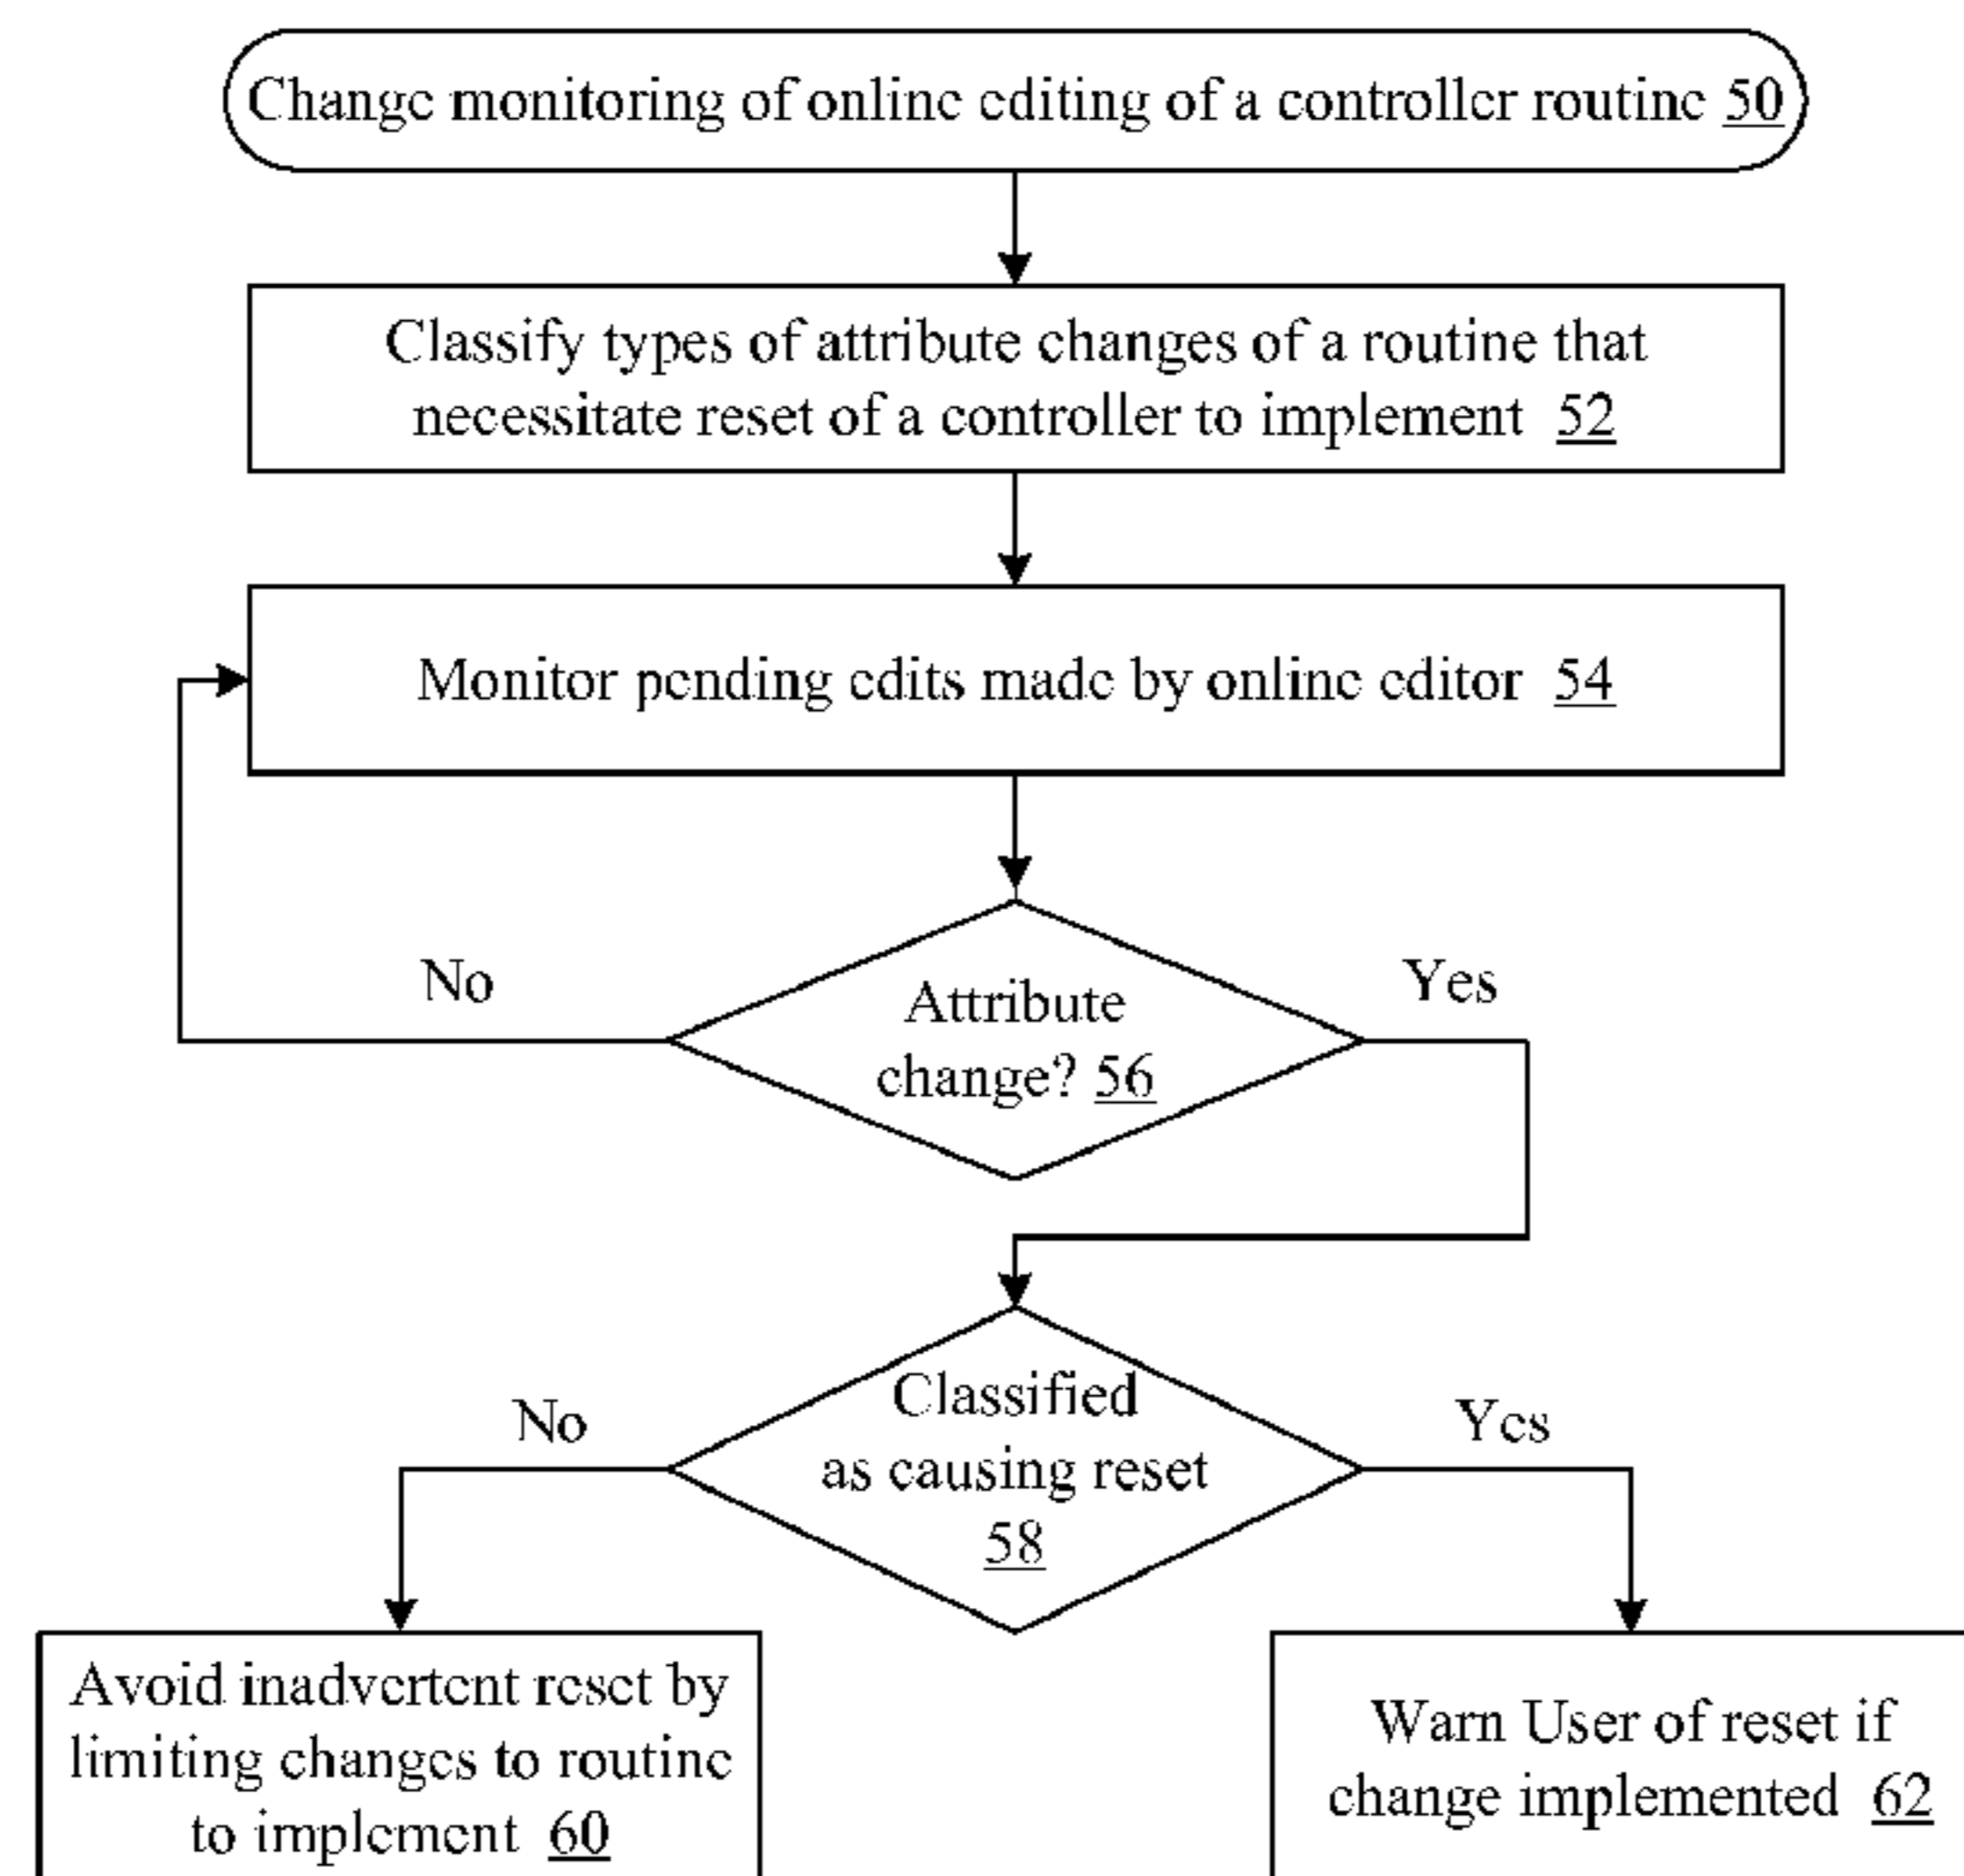 Change monitoring of online editing of a controller routine 50
Classify types of attribute changes of a routine that
necessitate reset of a controller to implement 52
Monitor pending edits made by online editor 54
No
Yes
Attribute
change? 56
No
Yes
Classified
as causing reset
58
Avoid inadvertent reset by
limiting changes to routine
to implement 60
Warn User of reset if
change implemented 62